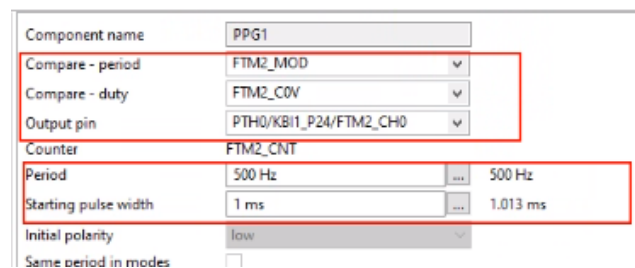 Component name PPG1
Compare - period FTM2_MOD
Compare - duty FTM2_C0V
Output pin PTH0/KBI1_P24/FTM2_CH0
Counter FTM2_CNT
Period 500 Hz ... 500 Hz
Starting pulse width 1 ms ... 1.013 ms
Initial polarity low
Same period in modes